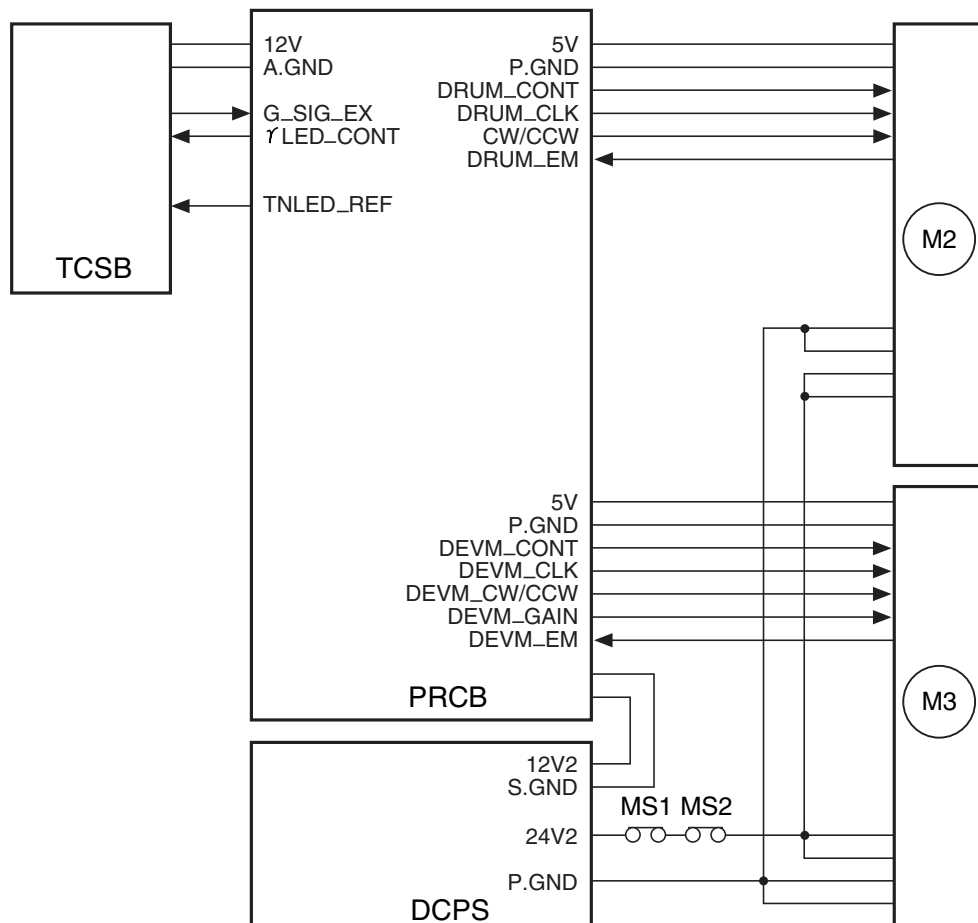 12V
A.GND
G_SIG_EX
γLED_CONT
TNLED_REF
TCSB
5V
P.GND
DRUM_CONT
DRUM_CLK
CW/CCW
DRUM_EM
M2
5V
P.GND
DEVM_CONT
DEVM_CLK
DEVM_CW/CCW
DEVM_GAIN
DEVM_EM
PRCB
M3
12V2
S.GND
MS1 MS2
24V2
P.GND
DCPS